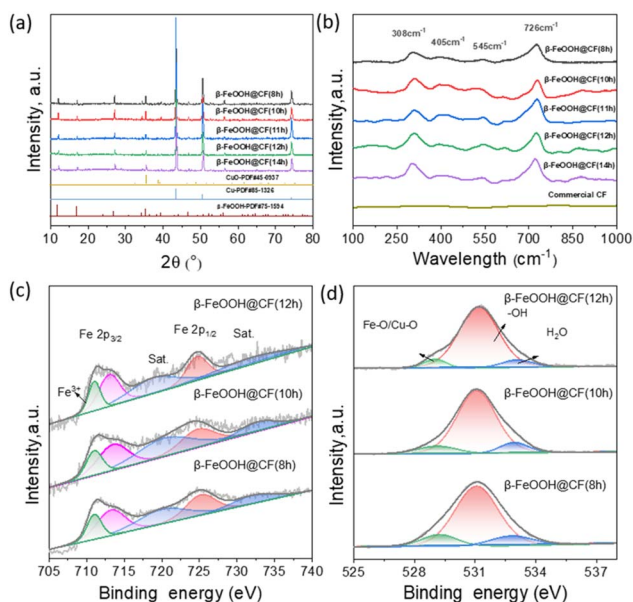 (a)
Intensity, a.u.
β-FeOOH@CF(8h)
β-FeOOH@CF(10h)
β-FeOOH@CF(11h)
β-FeOOH@CF(12h)
β-FeOOH@CF(14h)
CuO-PDF#45-0937
Cu-PDF#85-1326
β-FeOOH-PDF#75-1594
10 20 30 40 50 60 70 80
2θ (°)
(b)
Intensity, a.u.
308cm-1 405cm-1 545cm-1 726cm-1
β-FeOOH@CF(8h)
β-FeOOH@CF(10h)
β-FeOOH@CF(11h)
β-FeOOH@CF(12h)
β-FeOOH@CF(14h)
Commercial CF
100 250 400 550 700 850 1000
Wavelength (cm-1)
(c)
Intensity,a.u.
β-FeOOH@CF(12h)
Fe 2p3/2
Fe 2p1/2
Sat.
Sat.
Fe3+
β-FeOOH@CF(10h)
β-FeOOH@CF(8h)
705 710 715 720 725 730 735 740
Binding energy (eV)
(d)
Intensity,a.u.
β-FeOOH@CF(12h)
Fe-O/Cu-O
-OH
H2O
β-FeOOH@CF(10h)
β-FeOOH@CF(8h)
525 528 531 534 537
Binding energy (eV)